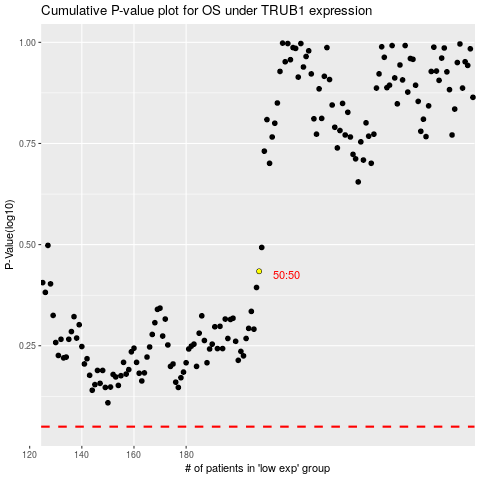 Cumulative P-value plot for OS under TRUB1 expression
1.00
0.75
0.50
0.25
P-Value(log10)
50:50
120 140 160 180
# of patients in 'low exp' group